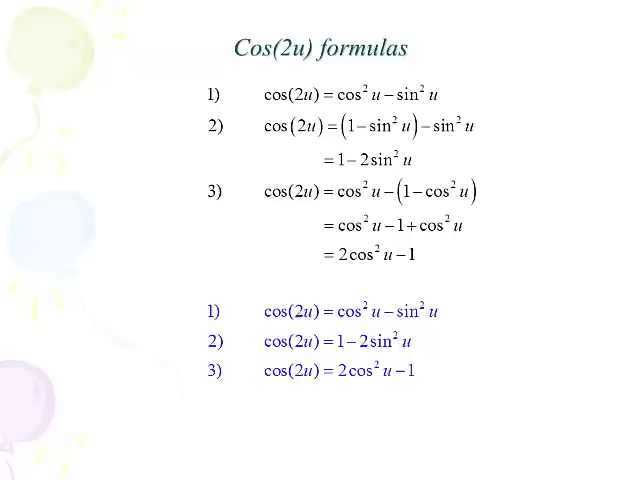 Cos(2u) formulas
1) cos(2u) = cos² u − sin² u
2) cos(2u) = (1 − sin² u) − sin² u
= 1 − 2sin² u
3) cos(2u) = cos² u − (1 − cos² u)
= cos² u − 1 + cos² u
= 2cos² u − 1
1) cos(2u) = cos² u − sin² u
2) cos(2u) = 1 − 2sin² u
3) cos(2u) = 2cos² u − 1